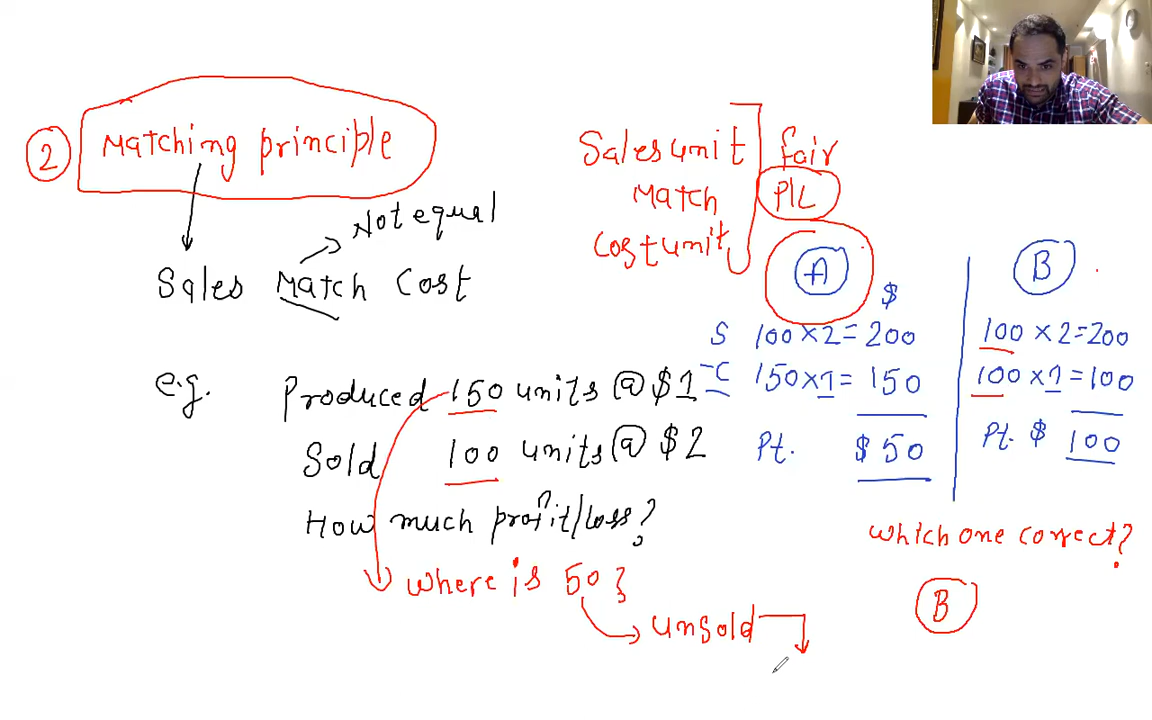 2 Matching principle
Not equal
Sales Match Cost
e.g. Produced 150 units @ $1
Sold 100 units @ $2
How much profit/loss?
Where is 50 }
unsold
Sales unit
Match
Cost unit
fair
P/L
A
$
S 100 × 2 = 200
-C 150 × 1 = 150
Pt. $ 50
B
100 × 2 = 200
100 × 1 = 100
Pt. $ 100
Which one correct?
B